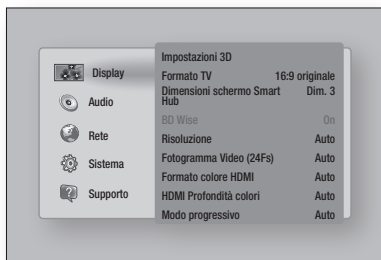 Display
Audio
Rete
Sistema
Supporto
Impostazioni 3D
Formato TV 16:9 originale
Dimensioni schermo Smart Dim. 3
Hub
BD Wise On
Risoluzione Auto
Fotogramma Video (24Fs) Auto
Formato colore HDMI Auto
HDMI Profondità colori Auto
Modo progressivo Auto